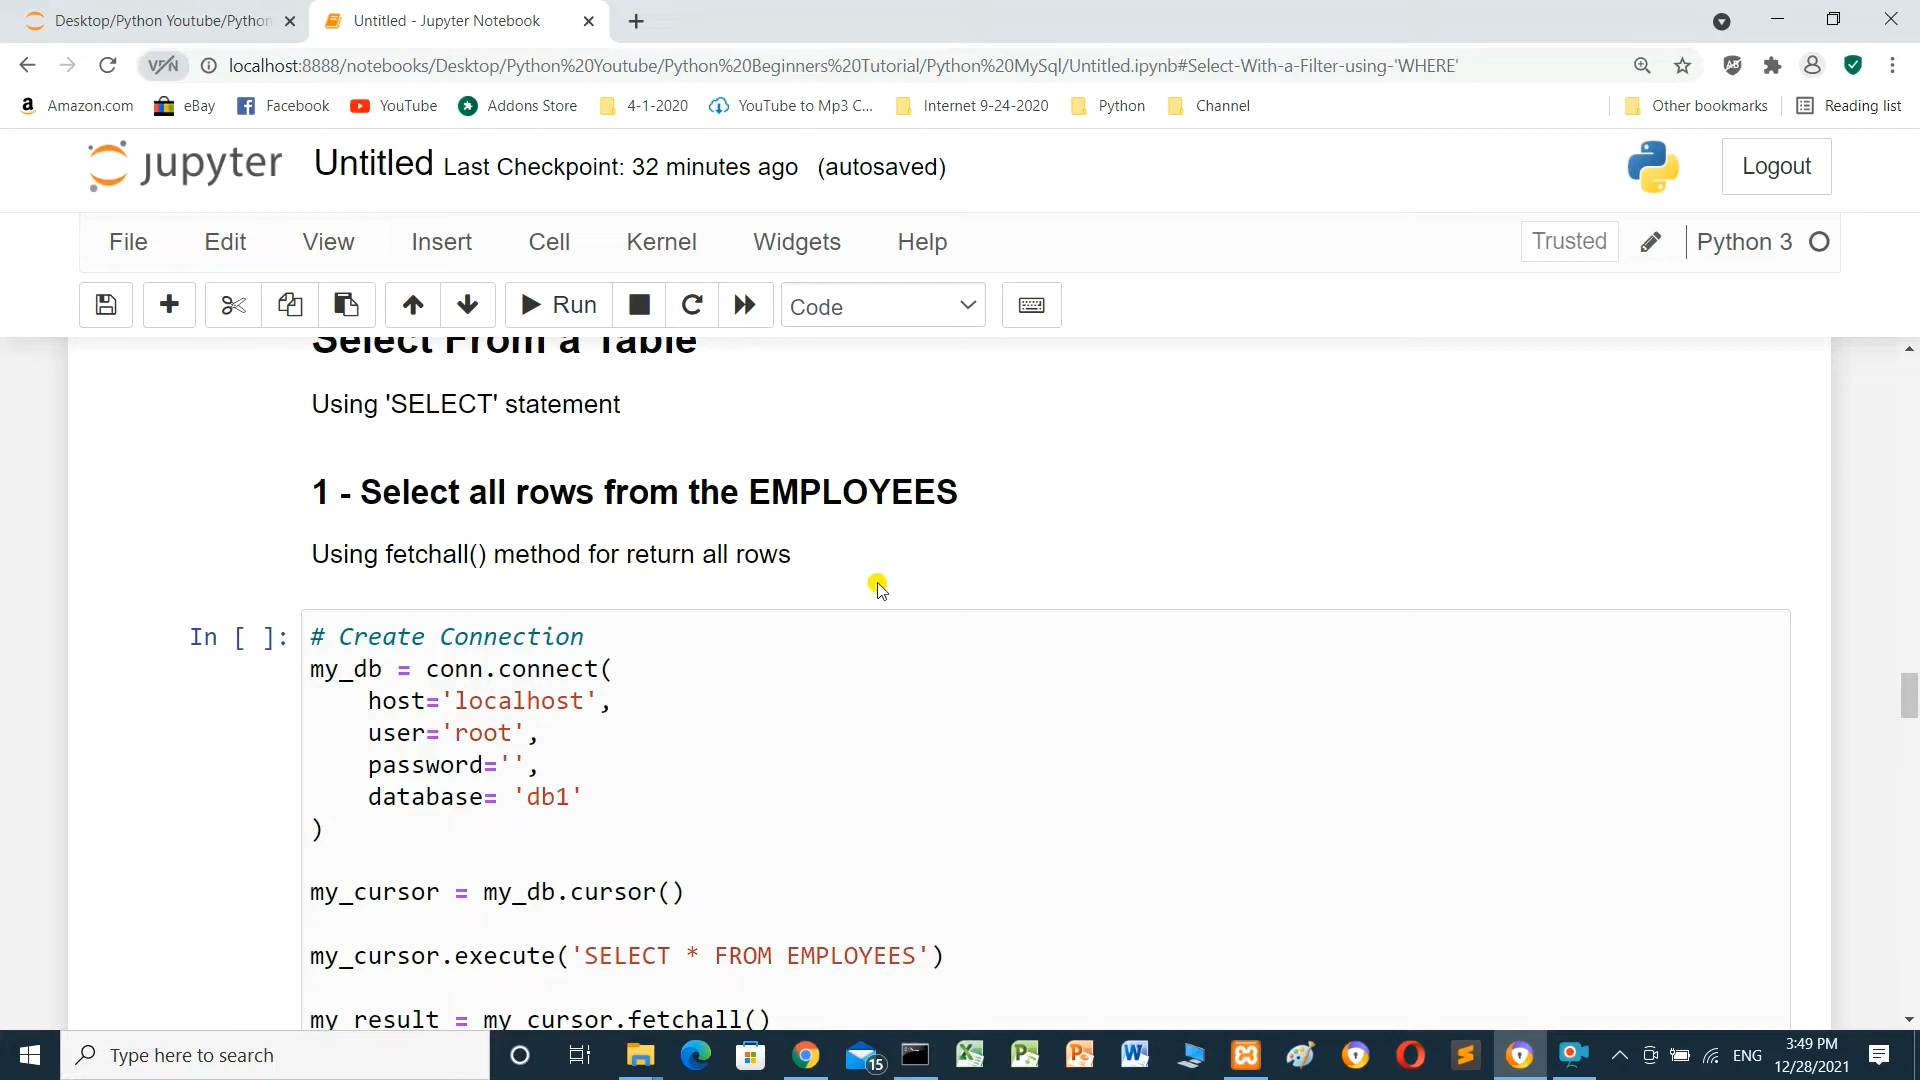 Desktop/Python Youtube/Python
Untitled - Jupyter Notebook
VPN
localhost:8888/notebooks/Desktop/Python%20Youtube/Python%20Beginners%20Tutorial/Python%20MySql/Untitled.ipynb#Select-With-a-Filter-using-'WHERE'
Amazon.com
eBay
Facebook
YouTube
Addons Store
4-1-2020
YouTube to Mp3 C...
Internet 9-24-2020
Python
Channel
Other bookmarks
Reading list
jupyter
Untitled Last Checkpoint: 32 minutes ago (autosaved)
Logout
File
Edit
View
Insert
Cell
Kernel
Widgets
Help
Trusted
Python 3
Run
Code
Select From a Table
Using 'SELECT' statement
1 - Select all rows from the EMPLOYEES
Using fetchall() method for return all rows
In [ ]:
# Create Connection
my_db = conn.connect(
host='localhost',
user='root',
password='',
database= 'db1'
)
my_cursor = my_db.cursor()
my_cursor.execute('SELECT * FROM EMPLOYEES')
my_result = my_cursor.fetchall()
Type here to search
15
ENG
3:49 PM
12/28/2021